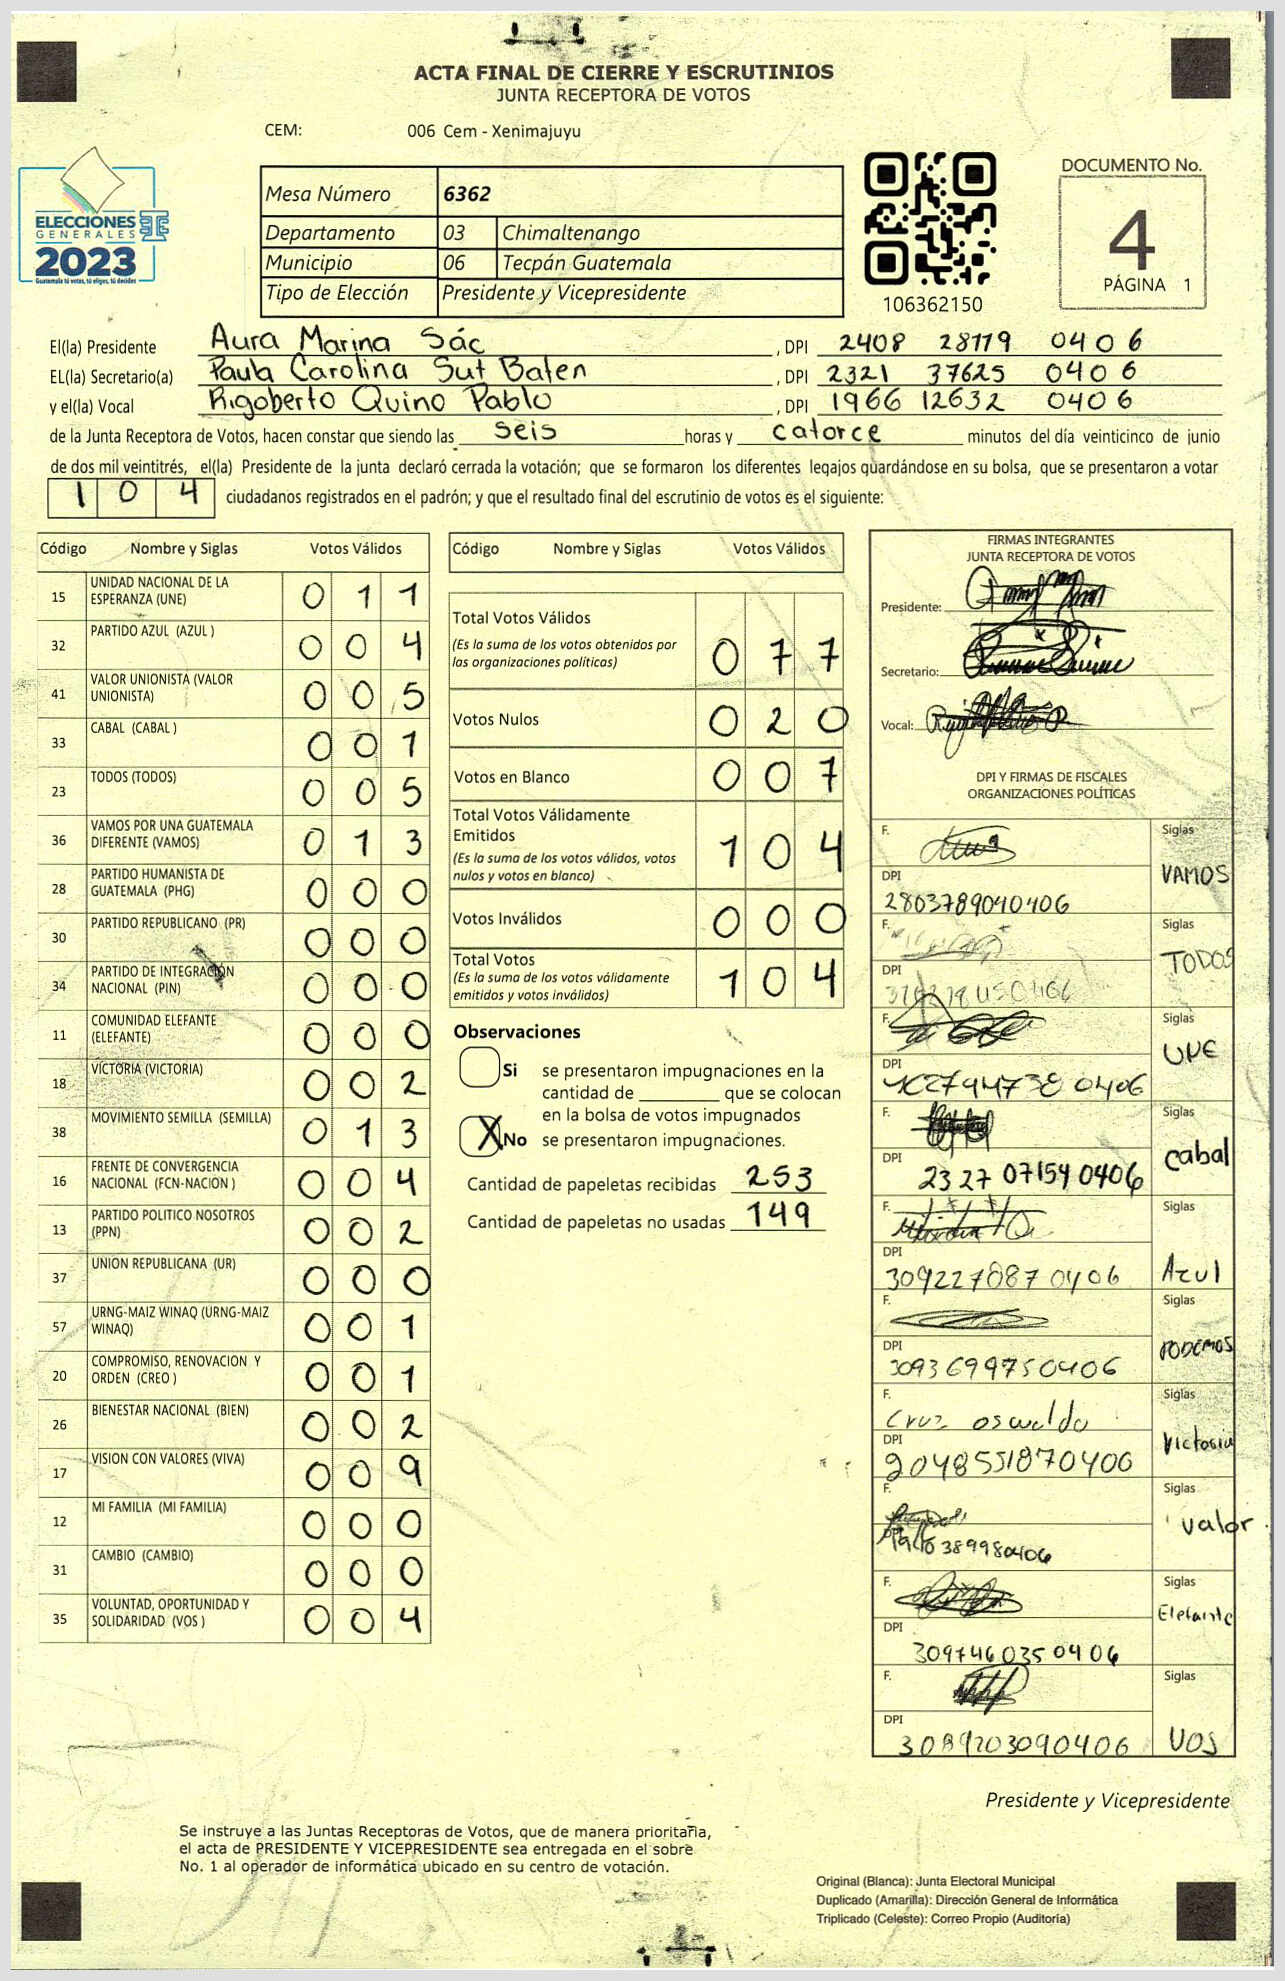 ACTA FINAL DE CIERRE Y ESCRUTINIOS
JUNTA RECEPTORA DE VOTOS
CEM: 006 Cem - Xenimajuyu
ELECCIONES
GENERALES
2023
Guatemala tú votas, tú eliges, tú decides
Mesa Número 6362
Departamento 03 Chimaltenango
Municipio 06 Tecpán Guatemala
Tipo de Elección Presidente y Vicepresidente
106362150
DOCUMENTO No.
4
PÁGINA 1
El(la) Presidente Aura Marina Sác , DPI 2408 28119 0406
EL(la) Secretario(a) Paula Carolina Sut Baten , DPI 2321 37625 0406
y el(la) Vocal Rigoberto Quino Pablo , DPI 1966 12632 0406
de la Junta Receptora de Votos, hacen constar que siendo las seis horas y catorce minutos del día veinticinco de junio
de dos mil veintitrés, el(la) Presidente de la junta declaró cerrada la votación; que se formaron los diferentes legajos quardándose en su bolsa, que se presentaron a votar
104 ciudadanos registrados en el padrón; y que el resultado final del escrutinio de votos es el siguiente:
Código Nombre y Siglas Votos Válidos
15 UNIDAD NACIONAL DE LA ESPERANZA (UNE) 0 1 1
32 PARTIDO AZUL (AZUL ) 0 0 4
41 VALOR UNIONISTA (VALOR UNIONISTA) 0 0 5
33 CABAL (CABAL ) 0 0 1
23 TODOS (TODOS) 0 0 5
36 VAMOS POR UNA GUATEMALA DIFERENTE (VAMOS) 0 1 3
28 PARTIDO HUMANISTA DE GUATEMALA (PHG) 0 0 0
30 PARTIDO REPUBLICANO (PR) 0 0 0
34 PARTIDO DE INTEGRACIÓN NACIONAL (PIN) 0 0 0
11 COMUNIDAD ELEFANTE (ELEFANTE) 0 0 0
18 VICTORIA (VICTORIA) 0 0 2
38 MOVIMIENTO SEMILLA (SEMILLA) 0 1 3
16 FRENTE DE CONVERGENCIA NACIONAL (FCN-NACION ) 0 0 4
13 PARTIDO POLITICO NOSOTROS (PPN) 0 0 2
37 UNION REPUBLICANA (UR) 0 0 0
57 URNG-MAIZ WINAQ (URNG-MAIZ WINAQ) 0 0 1
20 COMPROMISO, RENOVACION Y ORDEN (CREO ) 0 0 1
26 BIENESTAR NACIONAL (BIEN) 0 0 2
17 VISION CON VALORES (VIVA) 0 0 9
12 MI FAMILIA (MI FAMILIA) 0 0 0
31 CAMBIO (CAMBIO) 0 0 0
35 VOLUNTAD, OPORTUNIDAD Y SOLIDARIDAD (VOS ) 0 0 4
Código Nombre y Siglas Votos Válidos
Total Votos Válidos 0 7 7
(Es la suma de los votos obtenidos por
las organizaciones políticas)
Votos Nulos 0 2 0
Votos en Blanco 0 0 7
Total Votos Válidamente
Emitidos 1 0 4
(Es la suma de los votos válidos, votos
nulos y votos en blanco)
Votos Inválidos 0 0 0
Total Votos 1 0 4
(Es la suma de los votos válidamente
emitidos y votos inválidos)
Observaciones
Si se presentaron impugnaciones en la
cantidad de ________ que se colocan
en la bolsa de votos impugnados
X No se presentaron impugnaciones.
Cantidad de papeletas recibidas 253
Cantidad de papeletas no usadas 149
FIRMAS INTEGRANTES
JUNTA RECEPTORA DE VOTOS
Presidente:
Secretario:
Vocal:
DPI Y FIRMAS DE FISCALES
ORGANIZACIONES POLÍTICAS
F. Siglas VAMOS
DPI 2803789040406
F. Siglas TODOS
DPI
F. Siglas UNE
DPI
F. Siglas Cabal
DPI 2327 07154 0406
F. Siglas Azul
DPI 3092270870406
F. Siglas PODEMOS
DPI 3093699750406
F. Cruz oswaldo Siglas Victoria
DPI 2048551870406
F. Siglas Valor
DPI
F. Siglas Elefante
DPI 3097460350406
F. Siglas VOS
DPI 3089203090406
Presidente y Vicepresidente
Se instruye a las Juntas Receptoras de Votos, que de manera prioritaria,
el acta de PRESIDENTE Y VICEPRESIDENTE sea entregada en el sobre
No. 1 al operador de informática ubicado en su centro de votación.
Original (Blanca): Junta Electoral Municipal
Duplicado (Amarilla): Dirección General de Informática
Triplicado (Celeste): Correo Propio (Auditoría)